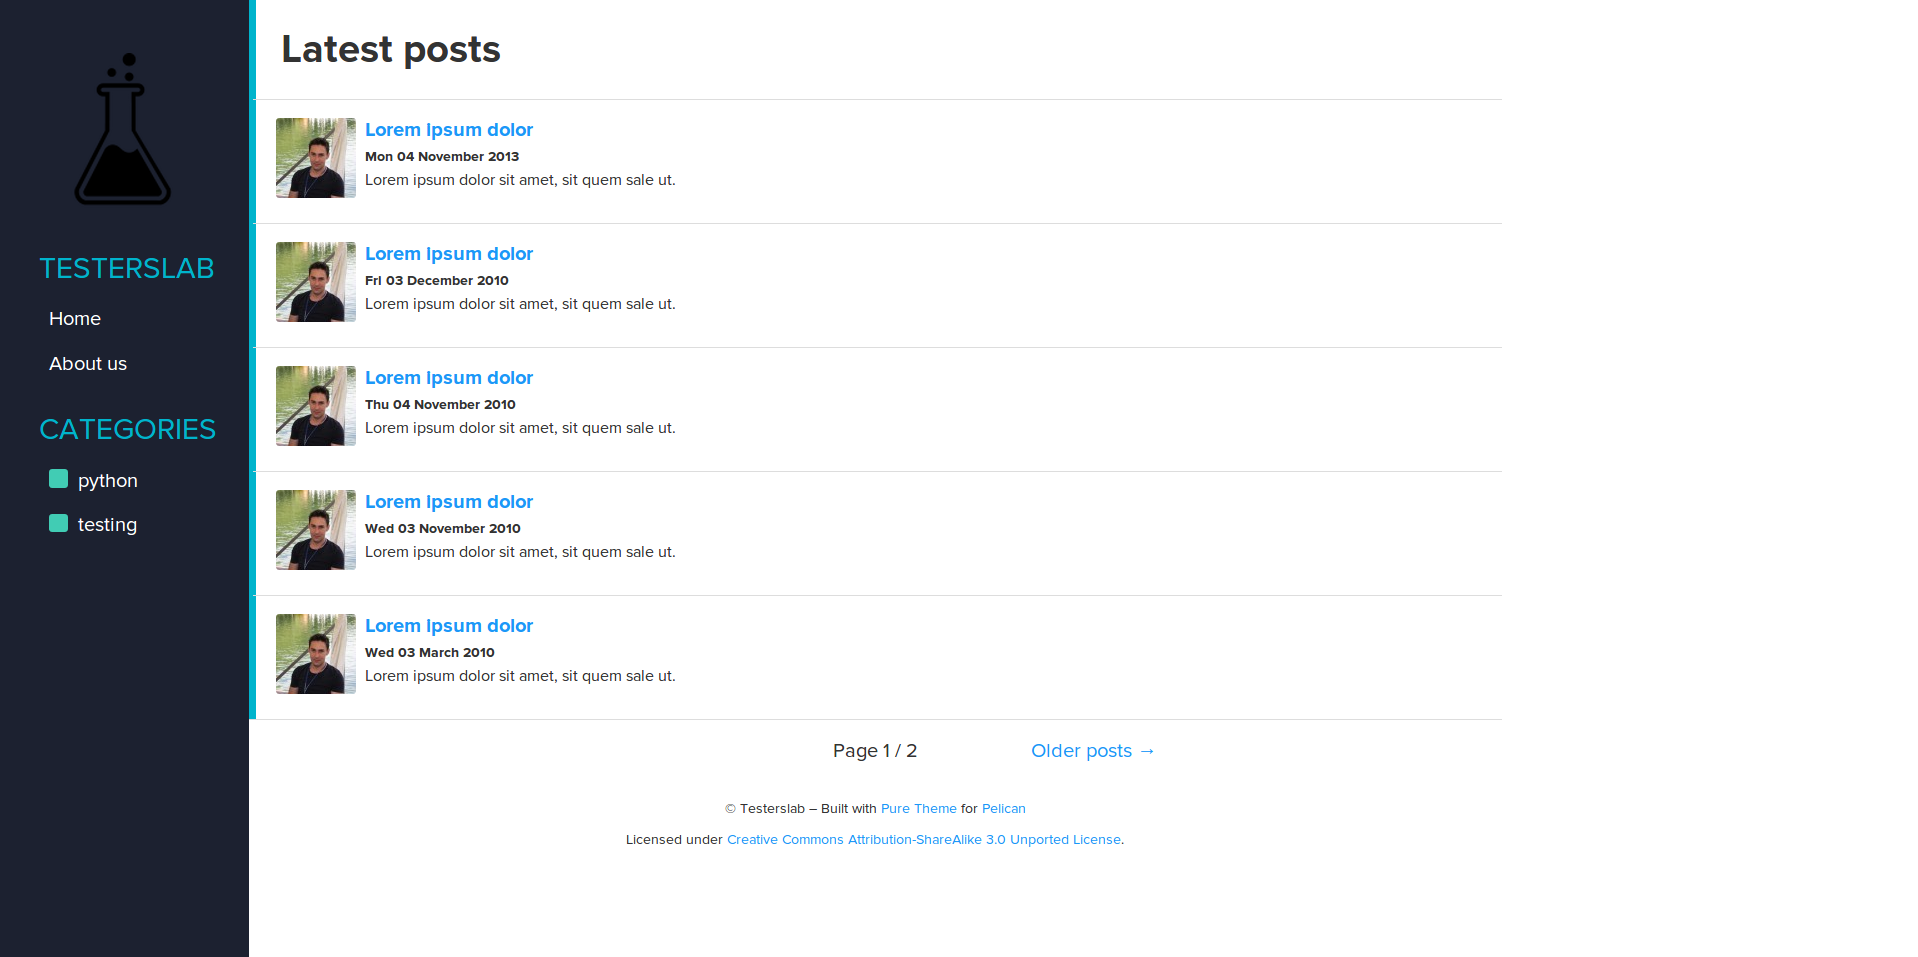 Latest posts
TESTERSLAB
Home
About us
CATEGORIES
python
testing
Lorem Ipsum dolor
Mon 04 November 2013
Lorem ipsum dolor sit amet, sit quem sale ut.
Lorem Ipsum dolor
Fri 03 December 2010
Lorem ipsum dolor sit amet, sit quem sale ut.
Lorem Ipsum dolor
Thu 04 November 2010
Lorem ipsum dolor sit amet, sit quem sale ut.
Lorem Ipsum dolor
Wed 03 November 2010
Lorem ipsum dolor sit amet, sit quem sale ut.
Lorem Ipsum dolor
Wed 03 March 2010
Lorem ipsum dolor sit amet, sit quem sale ut.
Page 1 / 2
Older posts →
© Testerslab – Built with Pure Theme for Pelican
Licensed under Creative Commons Attribution-ShareAlike 3.0 Unported License.